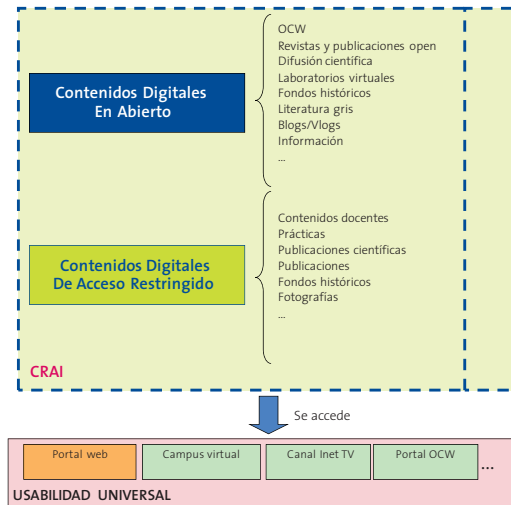 OCW
Revistas y publicaciones open
Difusión científica
Laboratorios virtuales
Fondos históricos
Literatura gris
Blogs/Vlogs
Información
...
Contenidos Digitales
En Abierto
Contenidos docentes
Prácticas
Publicaciones científicas
Publicaciones
Fondos históricos
Fotografías
...
Contenidos Digitales
De Acceso Restringido
CRAI
Se accede
Portal web
Campus virtual
Canal Inet TV
Portal OCW
...
USABILIDAD UNIVERSAL